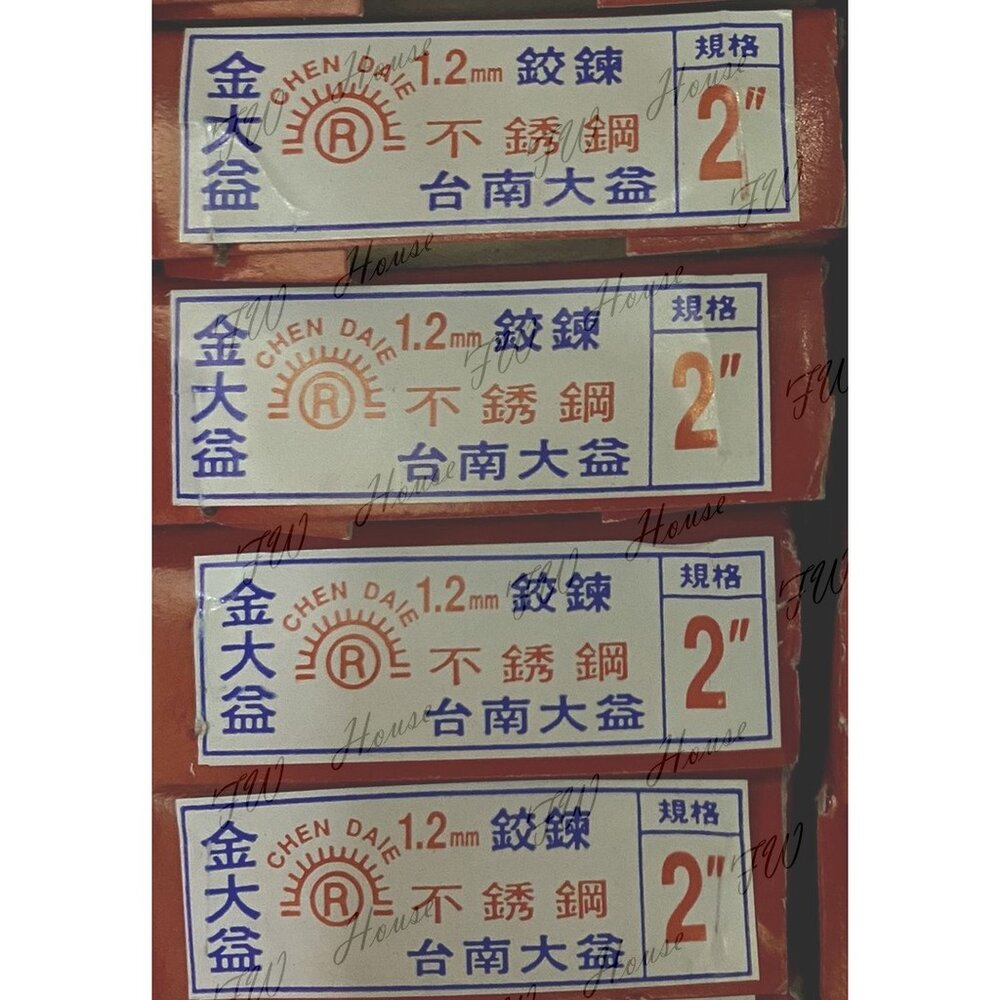 金大益
CHEN DAIE
R
1.2mm 鉸鍊
不銹鋼
台南大益
規格
2"
金大益
CHEN DAIE
R
1.2mm 鉸鍊
不銹鋼
台南大益
規格
2"
金大益
CHEN DAIE
R
1.2mm 鉸鍊
不銹鋼
台南大益
規格
2"
金大益
CHEN DAIE
R
1.2mm 鉸鍊
不銹鋼
台南大益
規格
2"
FW House